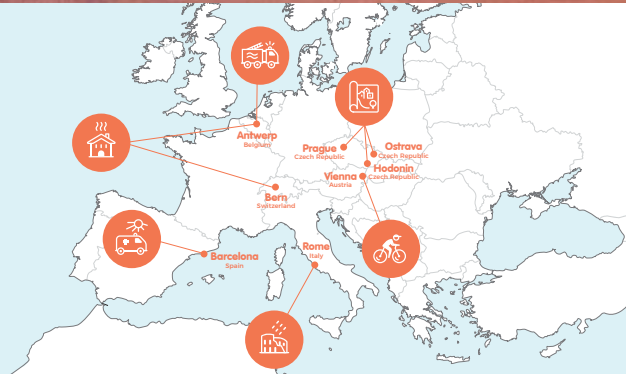 Antwerp
Belgium
Prague
Czech Republic
Ostrava
Czech Republic
Hodonin
Czech Republic
Vienna
Austria
Bern
Switzerland
Barcelona
Spain
Rome
Italy